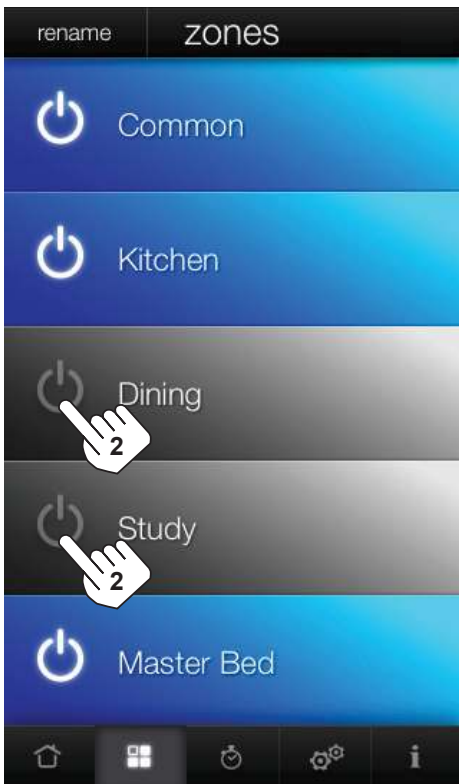 rename zones
Common
Kitchen
Dining
2
Study
2
Master Bed
i